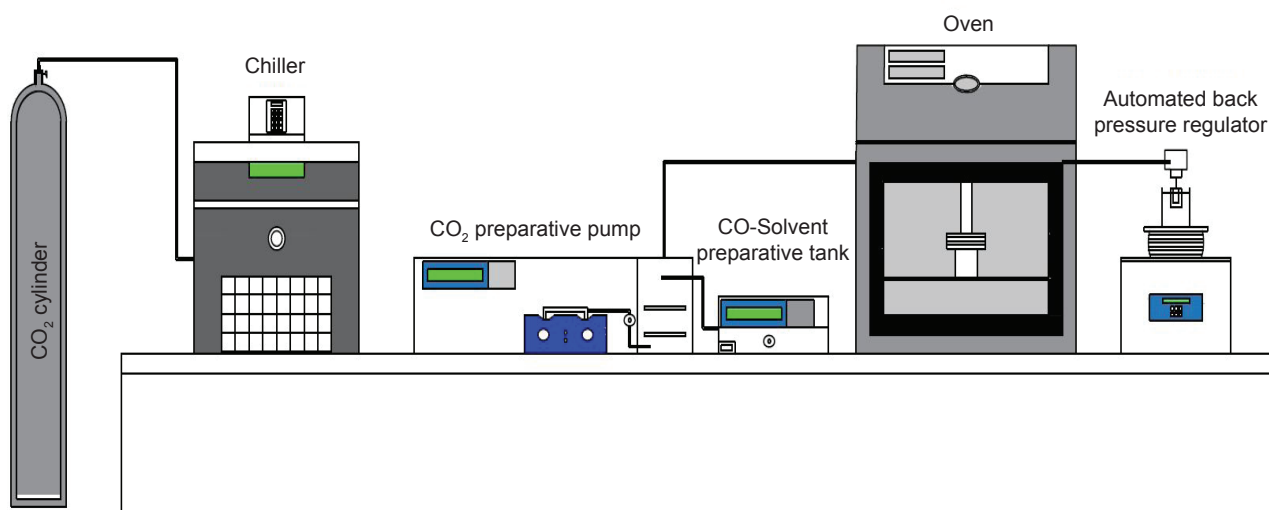 Oven
Chiller
Automated back
pressure regulator
CO₂ preparative pump
CO-Solvent
preparative tank
CO₂ cylinder